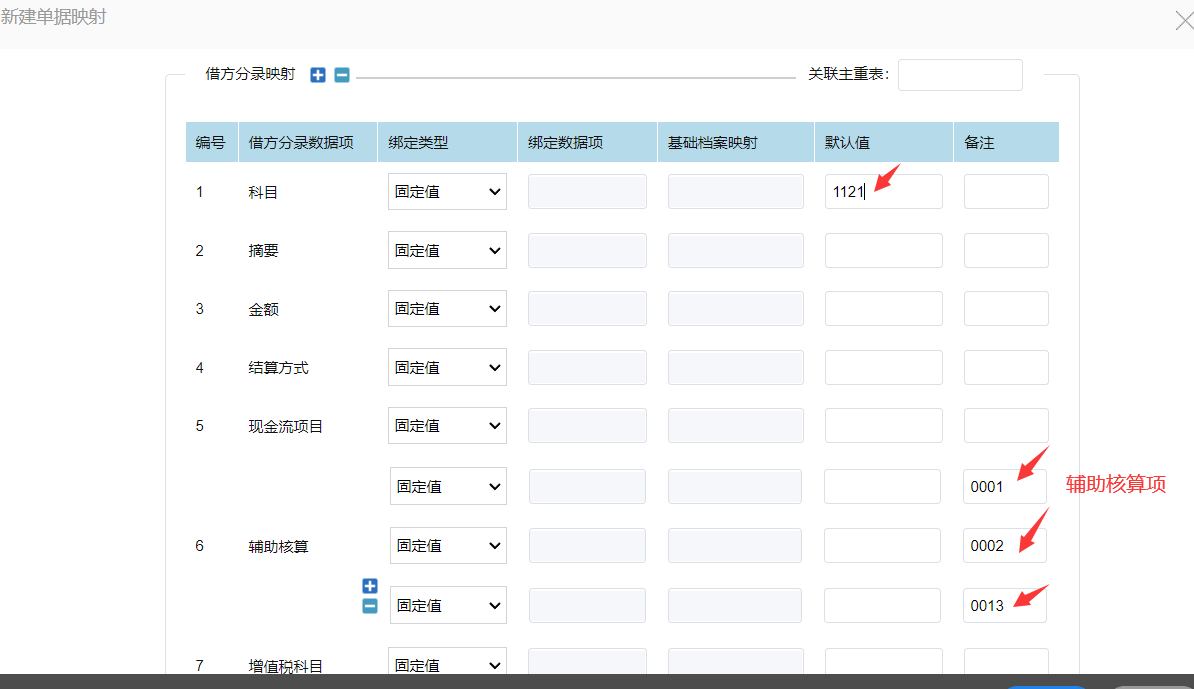 新建单据映射
借方分录映射 关联主重表：
编号 借方分录数据项 绑定类型 绑定数据项 基础档案映射 默认值 备注
1 科目 固定值 1121
2 摘要 固定值
3 金额 固定值
4 结算方式 固定值
5 现金流项目 固定值
固定值 0001 辅助核算项
6 辅助核算 固定值 0002
固定值 0013
7 增值税科目 固定值